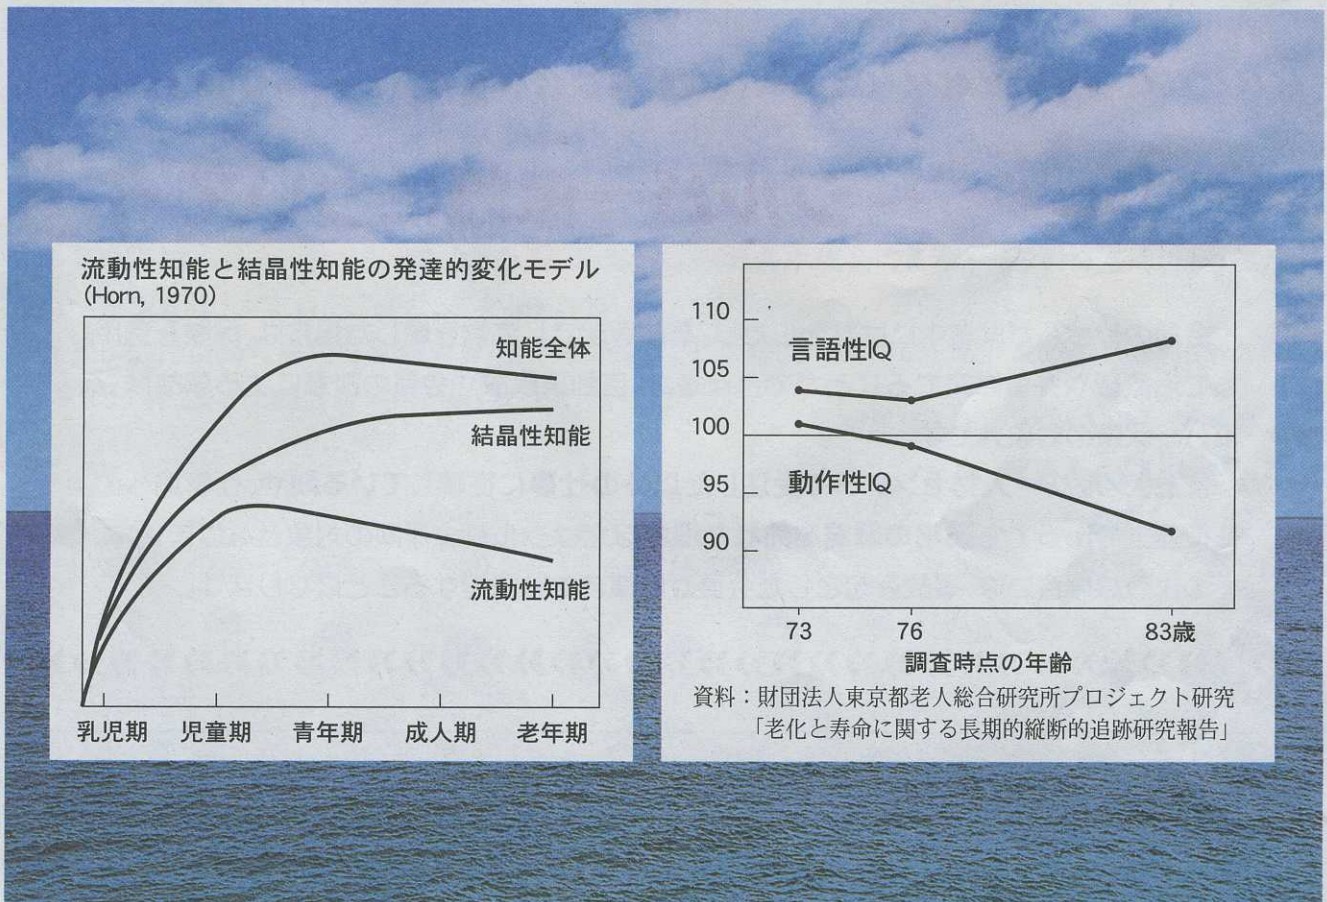 流動性知能と結晶性知能の発達的変化モデル
(Horn, 1970)
知能全体
結晶性知能
流動性知能
乳児期 児童期 青年期 成人期 老年期
110
105
100
95
90
言語性IQ
動作性IQ
73 76 83歳
調査時点の年齢
資料：財団法人東京都老人総合研究所プロジェクト研究
「老化と寿命に関する長期的縦断的追跡研究報告」